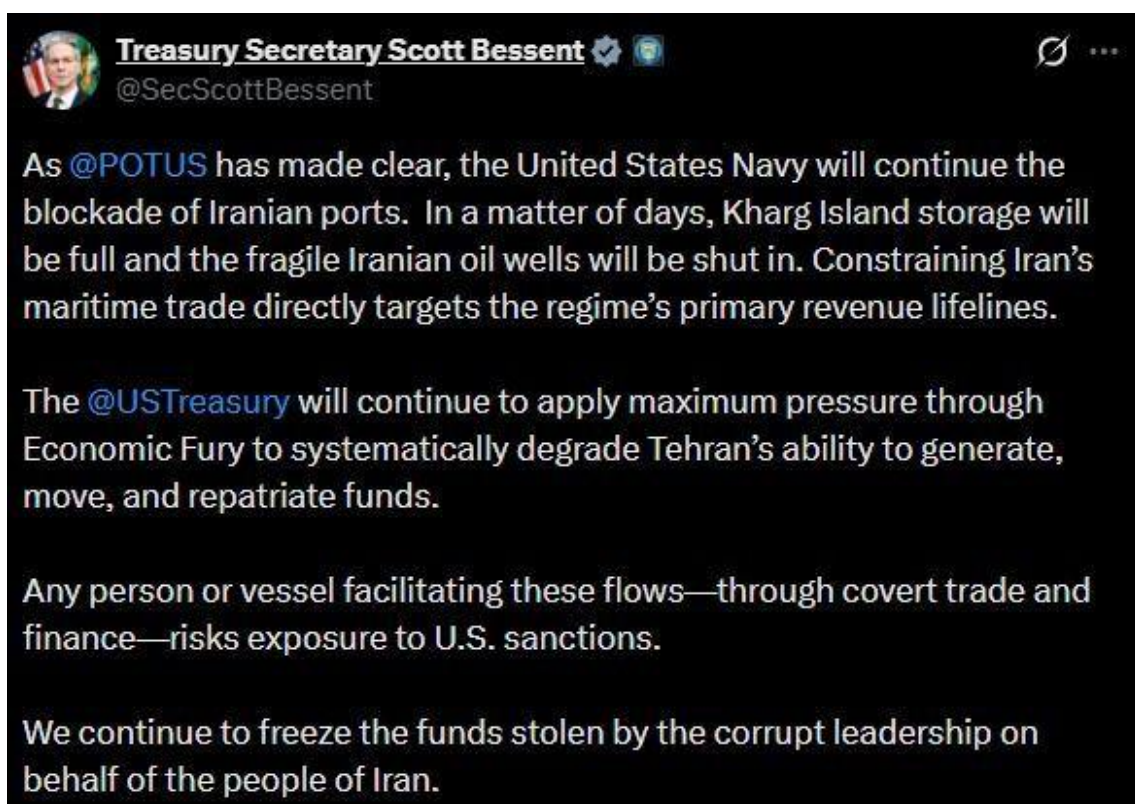 Treasury Secretary Scott Bessent
@SecScottBessent
As @POTUS has made clear, the United States Navy will continue the
blockade of Iranian ports.  In a matter of days, Kharg Island storage will
be full and the fragile Iranian oil wells will be shut in. Constraining Iran’s
maritime trade directly targets the regime’s primary revenue lifelines.
The @USTreasury will continue to apply maximum pressure through
Economic Fury to systematically degrade Tehran’s ability to generate,
move, and repatriate funds.
Any person or vessel facilitating these flows—through covert trade and
finance—risks exposure to U.S. sanctions.
We continue to freeze the funds stolen by the corrupt leadership on
behalf of the people of Iran.